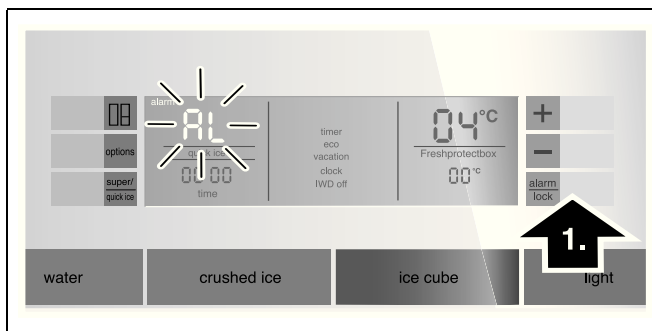 alarm
AL
quick ice
00:00
time
timer
eco
vacation
clock
IWD off
04°C
Freshprotectbox
00°C
options
super/
quick ice
+
−
alarm
lock
1.
water
crushed ice
ice cube
light